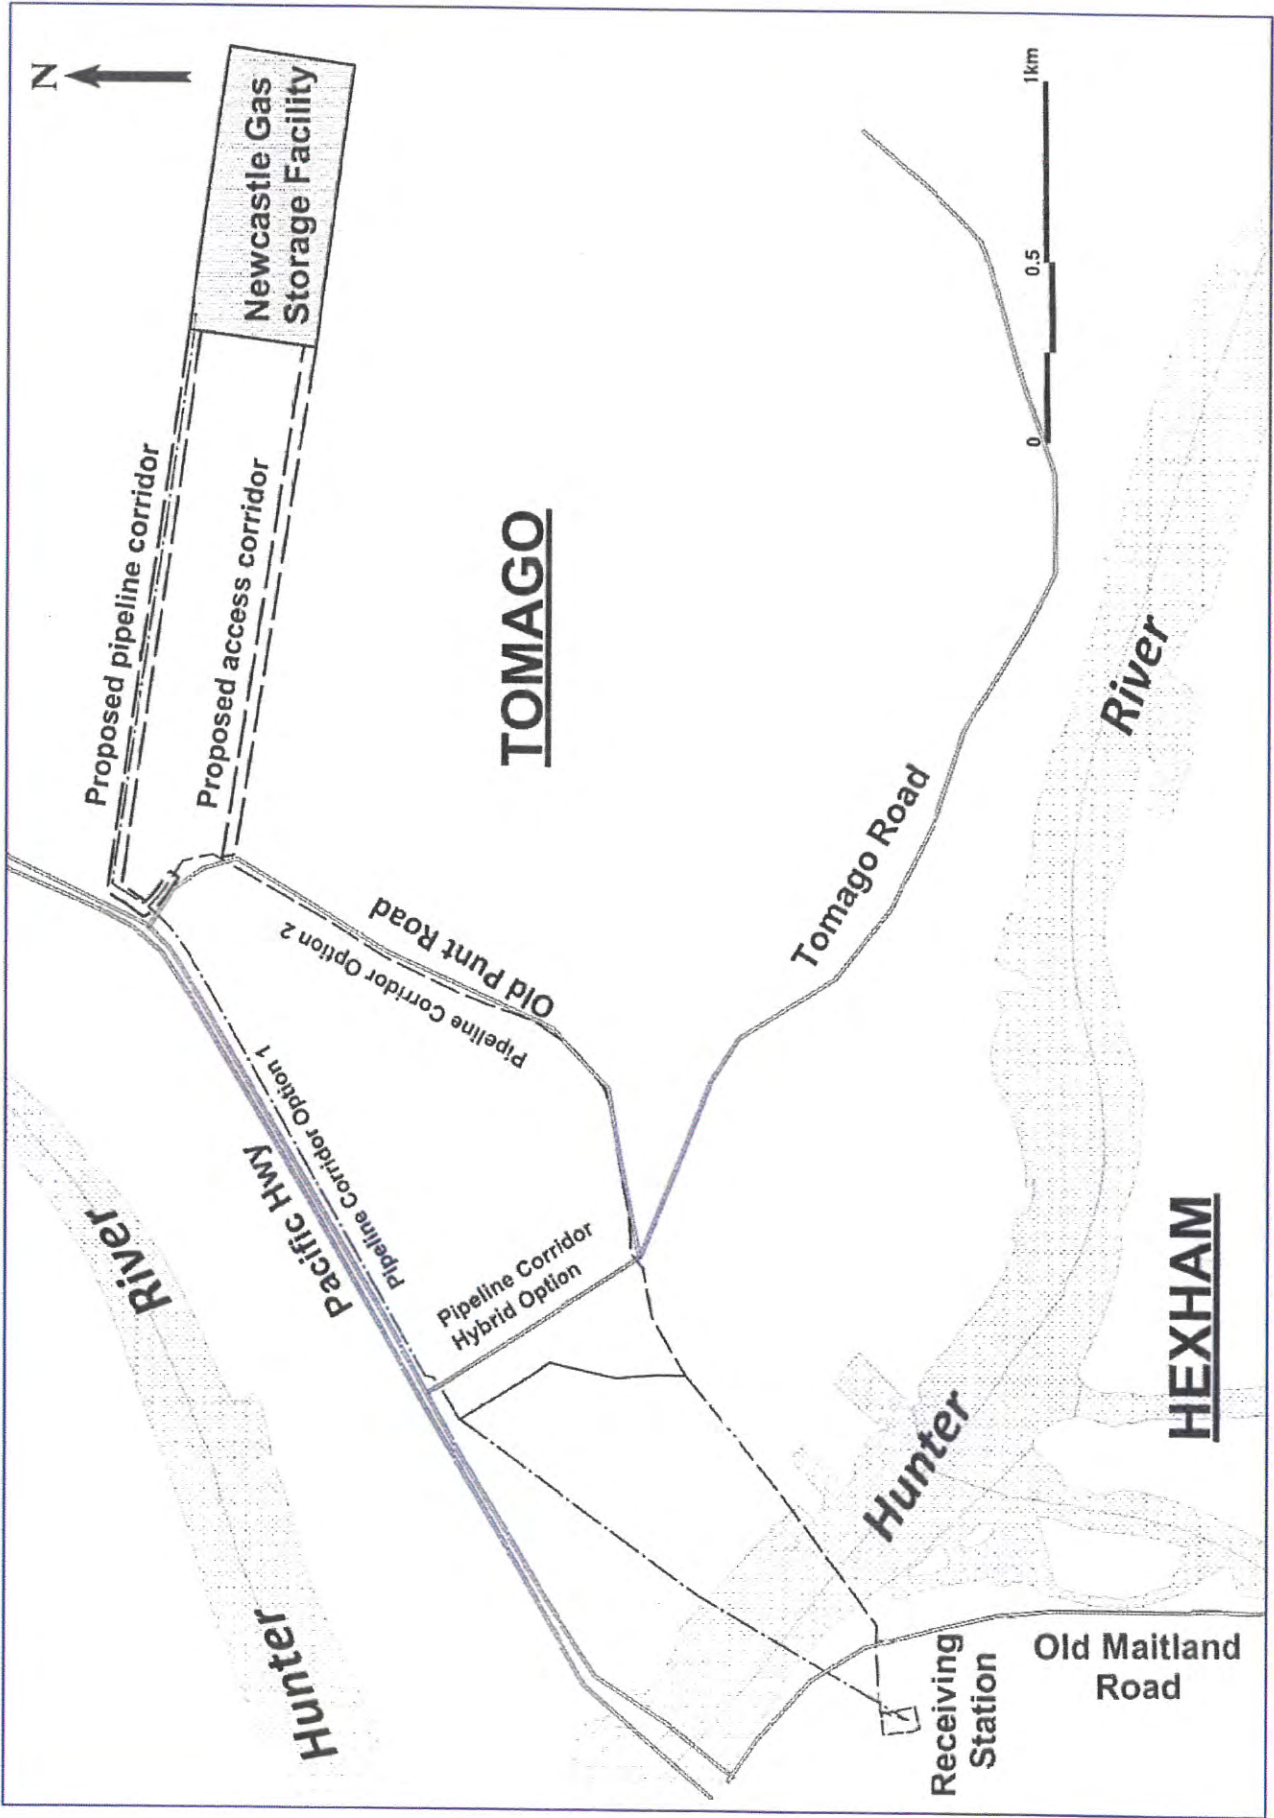 N
Newcastle Gas
Storage Facility
Proposed pipeline corridor
Proposed access corridor
TOMAGO
Old Punt Road
Pipeline Corridor Option 2
Pipeline Corridor Option 1
Pacific Hwy
River
Hunter
Pipeline Corridor
Hybrid Option
Tomago Road
River
Hunter
HEXHAM
Receiving
Station
Old Maitland
Road
0
0.5
1km